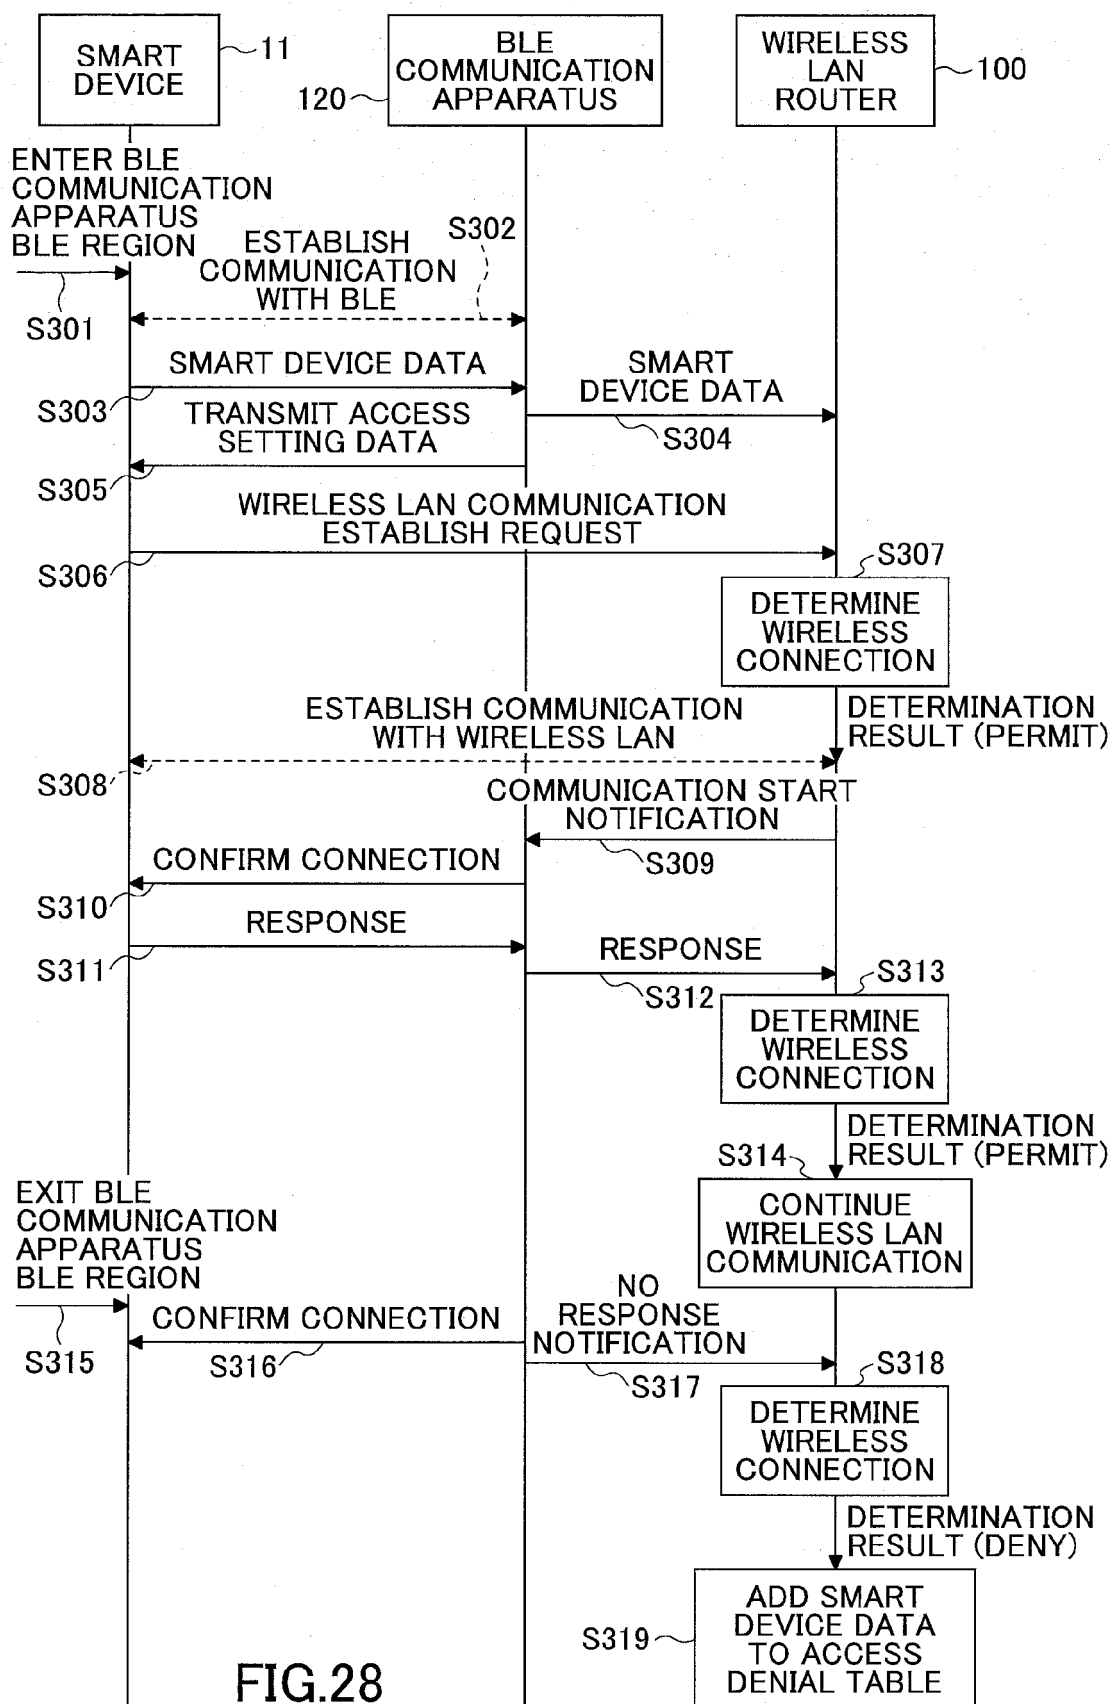 SMART
DEVICE
11
BLE
COMMUNICATION
APPARATUS
120
WIRELESS
LAN
ROUTER
100
ENTER BLE
COMMUNICATION
APPARATUS
BLE REGION
S301
ESTABLISH
COMMUNICATION
WITH BLE
S302
SMART DEVICE DATA
S303
SMART
DEVICE DATA
S304
TRANSMIT ACCESS
SETTING DATA
S305
WIRELESS LAN COMMUNICATION
ESTABLISH REQUEST
S306
S307
DETERMINE
WIRELESS
CONNECTION
DETERMINATION
RESULT (PERMIT)
ESTABLISH COMMUNICATION
WITH WIRELESS LAN
S308
COMMUNICATION START
NOTIFICATION
S309
CONFIRM CONNECTION
S310
RESPONSE
S311
RESPONSE
S312
S313
DETERMINE
WIRELESS
CONNECTION
DETERMINATION
RESULT (PERMIT)
S314
CONTINUE
WIRELESS LAN
COMMUNICATION
EXIT BLE
COMMUNICATION
APPARATUS
BLE REGION
S315
CONFIRM CONNECTION
S316
NO
RESPONSE
NOTIFICATION
S317
S318
DETERMINE
WIRELESS
CONNECTION
DETERMINATION
RESULT (DENY)
S319
ADD SMART
DEVICE DATA
TO ACCESS
DENIAL TABLE
FIG.28